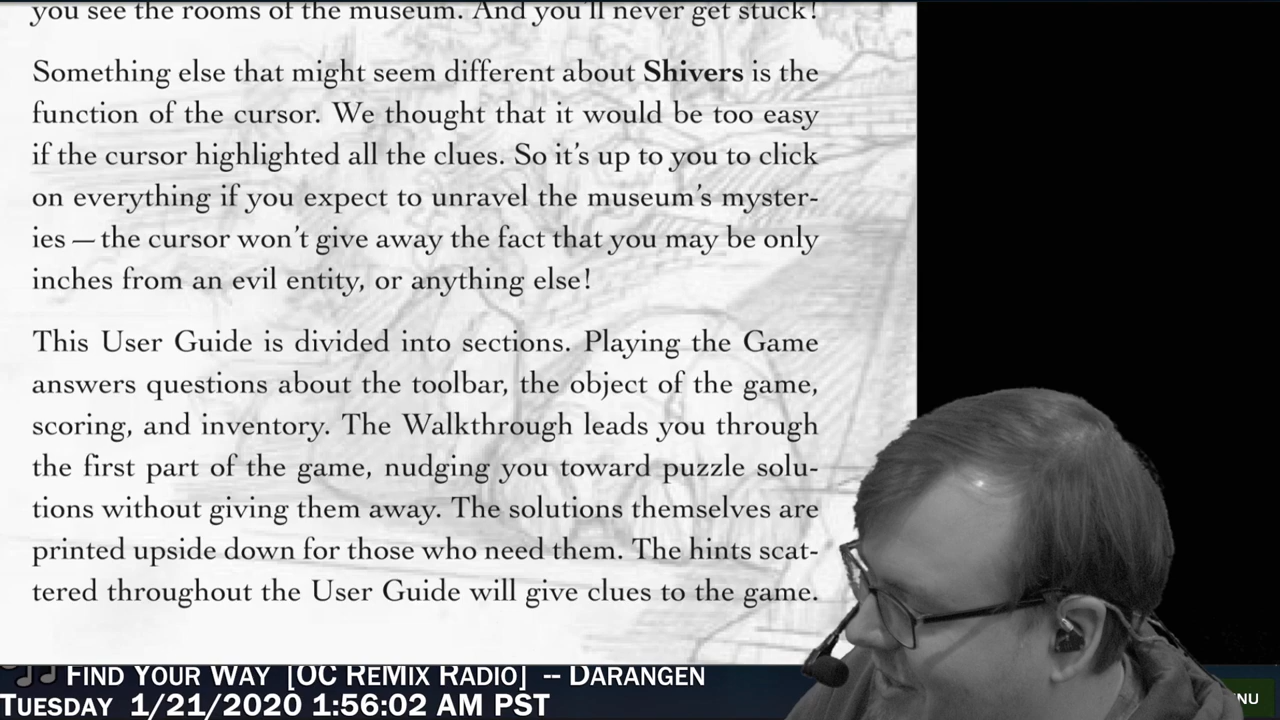 you see the rooms of the museum. And you'll never get stuck!
Something else that might seem different about Shivers is the
function of the cursor. We thought that it would be too easy
if the cursor highlighted all the clues. So it's up to you to click
on everything if you expect to unravel the museum's myster-
ies — the cursor won't give away the fact that you may be only
inches from an evil entity, or anything else!
This User Guide is divided into sections. Playing the Game
answers questions about the toolbar, the object of the game,
scoring, and inventory. The Walkthrough leads you through
the first part of the game, nudging you toward puzzle solu-
tions without giving them away. The solutions themselves are
printed upside down for those who need them. The hints scat-
tered throughout the User Guide will give clues to the game.
Find Your Way [OC ReMix Radio] -- Darangen
Tuesday 1/21/2020 1:56:02 AM PST